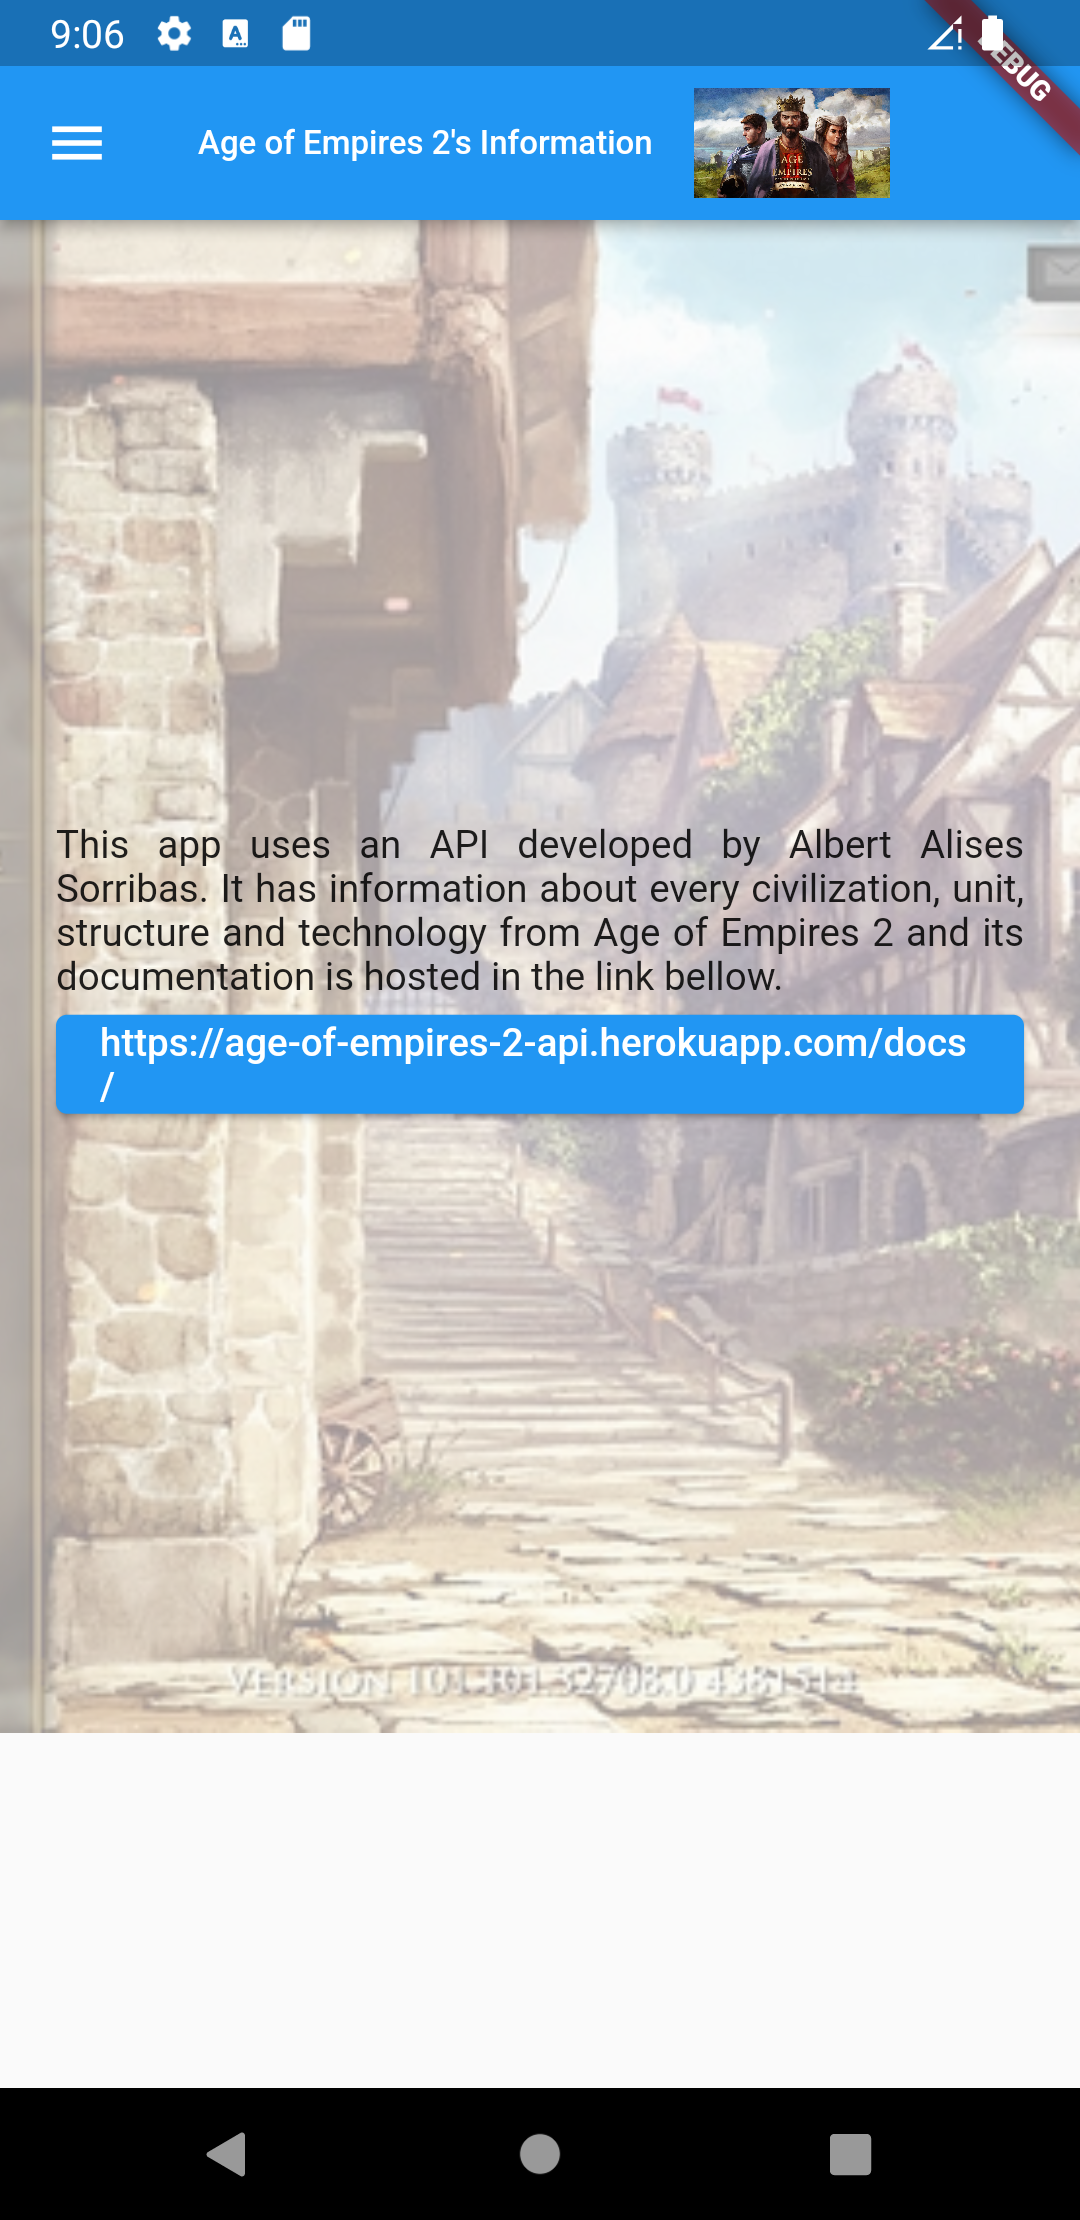 9:06
DEBUG
Age of Empires 2's Information
AGE
EMPIRES
This app uses an API developed by Albert Alises
Sorribas. It has information about every civilization, unit,
structure and technology from Age of Empires 2 and its
documentation is hosted in the link bellow.
https://age-of-empires-2-api.herokuapp.com/docs
/
VERSION